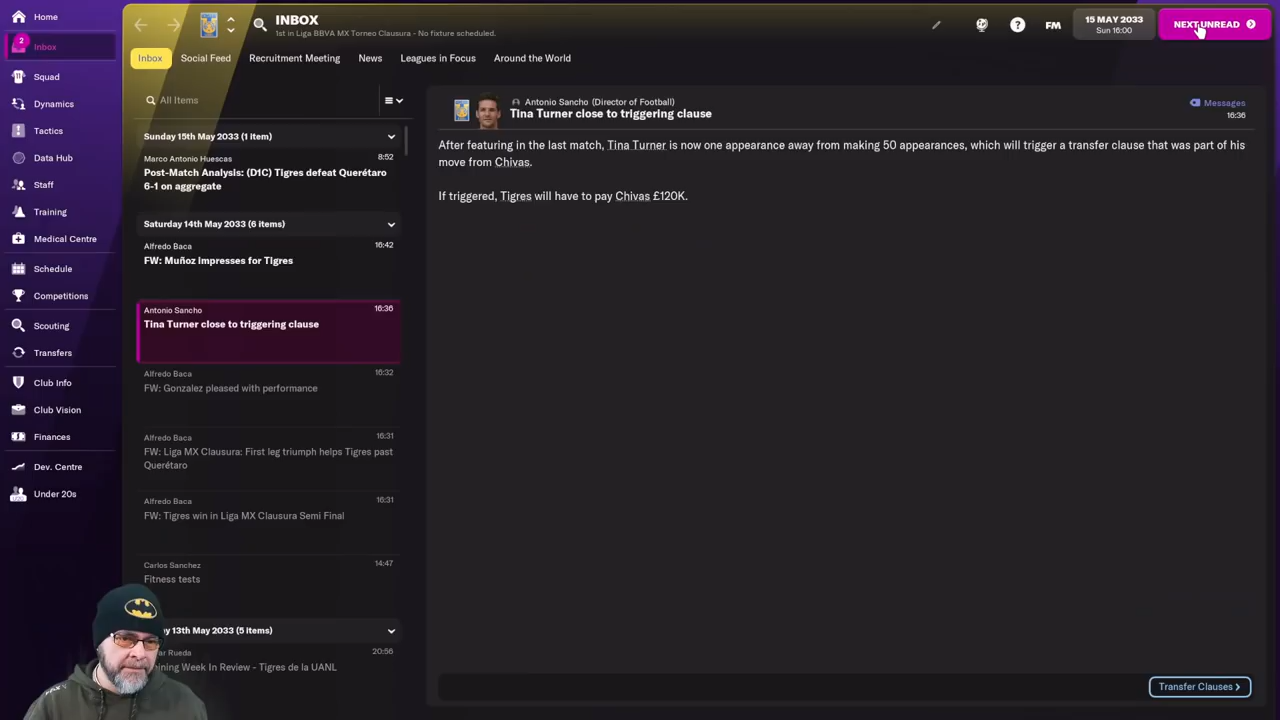 Home
2
Inbox
Squad
Dynamics
Tactics
Data Hub
Staff
Training
Medical Centre
Schedule
Competitions
Scouting
Transfers
Club Info
Club Vision
Finances
Dev. Centre
Under 20s
INBOX
1st in Liga BBVA MX Torneo Clausura - No fixture scheduled.
FM
15 MAY 2033
Sun 16:00
NEXT UNREAD
Inbox
Social Feed
Recruitment Meeting
News
Leagues in Focus
Around the World
All Items
Sunday 15th May 2033 (1 item)
Marco Antonio Huescas
8:52
Post-Match Analysis: (D1C) Tigres defeat Querétaro
6-1 on aggregate
Saturday 14th May 2033 (6 items)
Alfredo Baca
16:42
FW: Muñoz impresses for Tigres
Antonio Sancho
16:36
Tina Turner close to triggering clause
Alfredo Baca
16:32
FW: Gonzalez pleased with performance
Alfredo Baca
16:31
FW: Liga MX Clausura: First leg triumph helps Tigres past
Querétaro
Alfredo Baca
16:31
FW: Tigres win in Liga MX Clausura Semi Final
Carlos Sanchez
14:47
Fitness tests
13th May 2033 (5 items)
Rueda
20:56
Week In Review - Tigres de la UANL
Antonio Sancho (Director of Football)
Tina Turner close to triggering clause
Messages
16:36
After featuring in the last match, Tina Turner is now one appearance away from making 50 appearances, which will trigger a transfer clause that was part of his
move from Chivas.
If triggered, Tigres will have to pay Chivas £120K.
Transfer Clauses